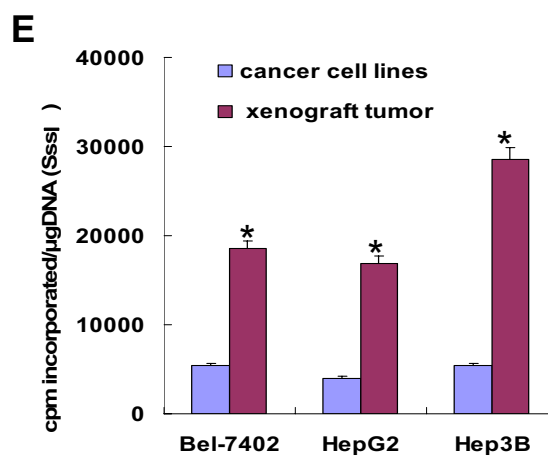 E
cpm incorporated/µgDNA (SssI )
40000
30000
20000
10000
0
cancer cell lines
xenograft tumor
*
*
*
Bel-7402 HepG2 Hep3B